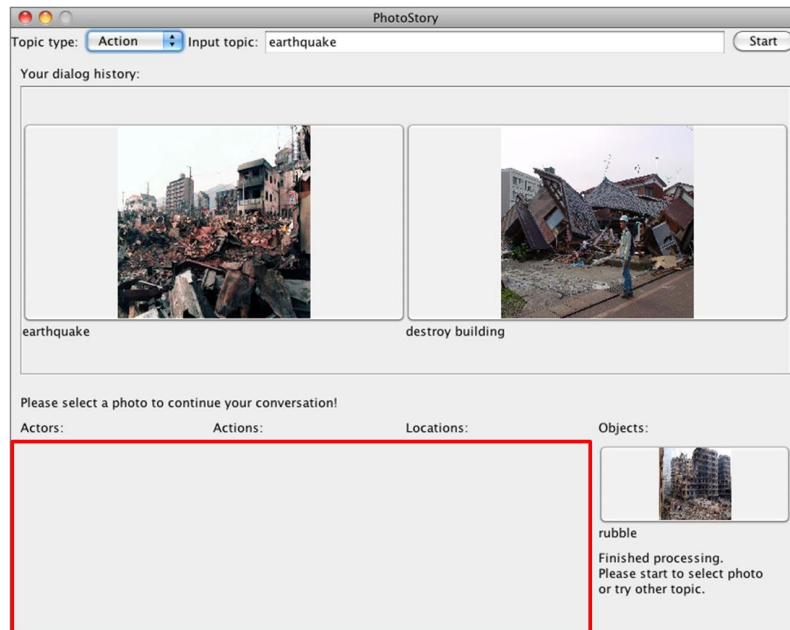 PhotoStory
Topic type: Action Input topic: earthquake Start
Your dialog history:
earthquake
destroy building
Please select a photo to continue your conversation!
Actors: Actions: Locations: Objects:
rubble
Finished processing.
Please start to select photo
or try other topic.